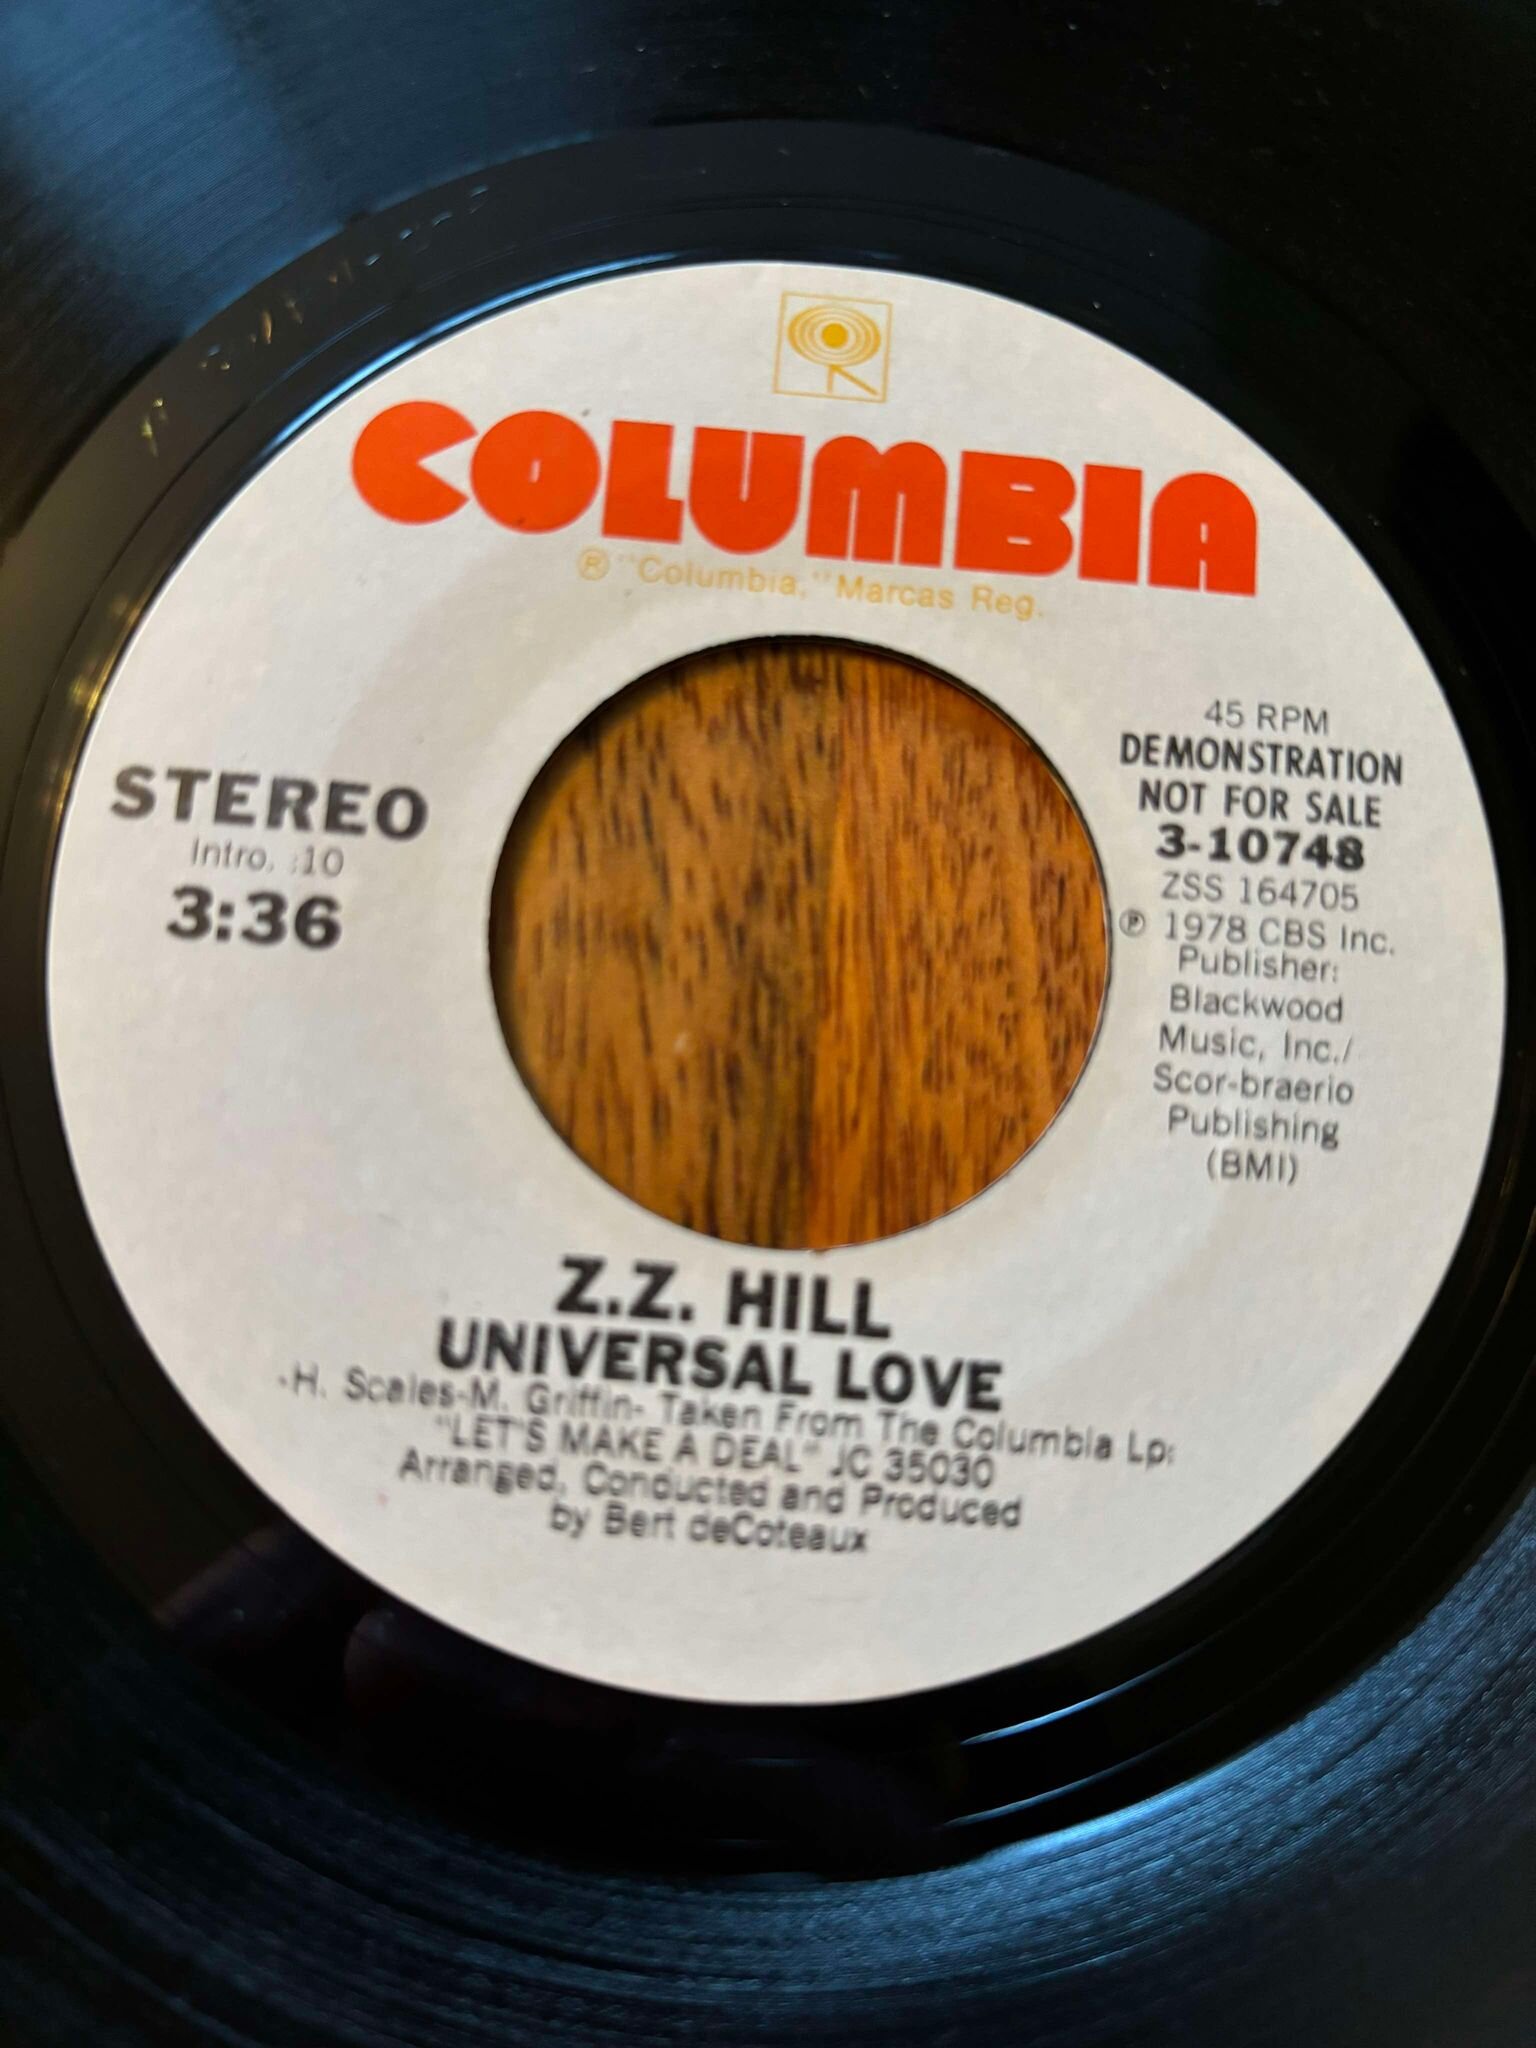 COLUMBIA
® "Columbia," Marcas Reg.
STEREO
Intro. :10
3:36
45 RPM
DEMONSTRATION
NOT FOR SALE
3-10748
ZSS 164705
℗ 1978 CBS Inc.
Publisher:
Blackwood
Music, Inc./
Scor-braerio
Publishing
(BMI)
Z.Z. HILL
UNIVERSAL LOVE
-H. Scales-M. Griffin- Taken From The Columbia Lp:
"LET'S MAKE A DEAL" JC 35030
Arranged, Conducted and Produced
by Bert deCoteaux